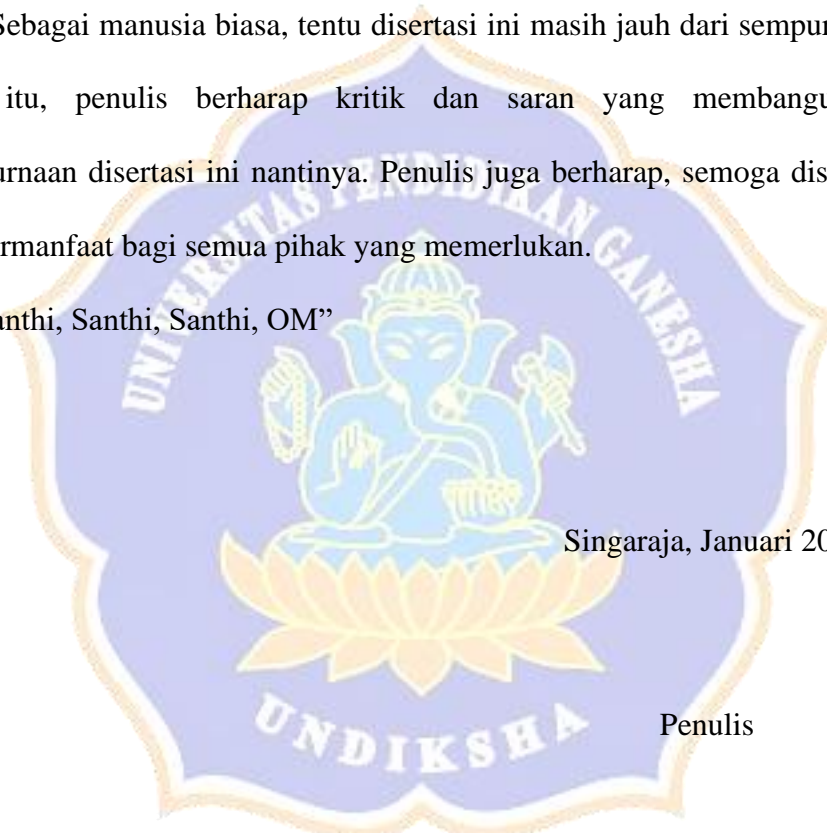 Sebagai manusia biasa, tentu disertasi ini masih jauh dari sempur
itu, penulis berharap kritik dan saran yang membangu
urnaan disertasi ini nantinya. Penulis juga berharap, semoga dis
ermanfaat bagi semua pihak yang memerlukan.
anthi, Santhi, Santhi, OM”
UNIVERSITAS PENDIDIKAN GANESHA
Singaraja, Januari 20
Penulis
UNDIKSHA